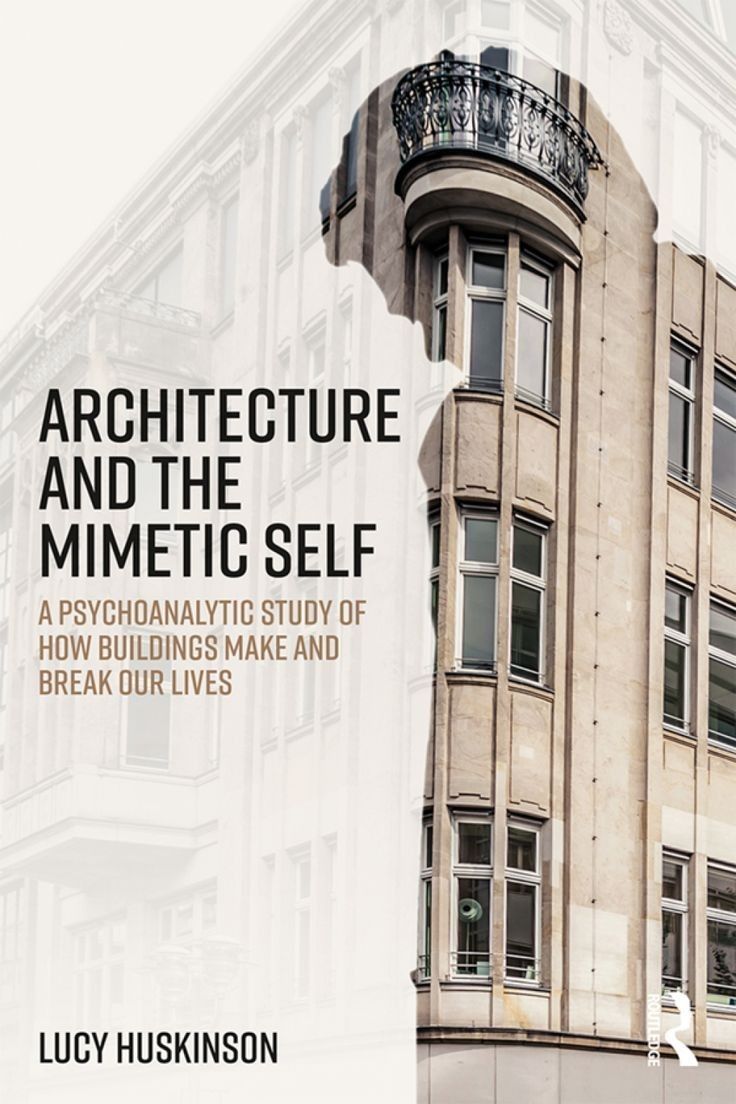 ARCHITECTURE
AND THE
MIMETIC SELF
A PSYCHOANALYTIC STUDY OF
HOW BUILDINGS MAKE AND
BREAK OUR LIVES
LUCY HUSKINSON
ROUTLEDGE